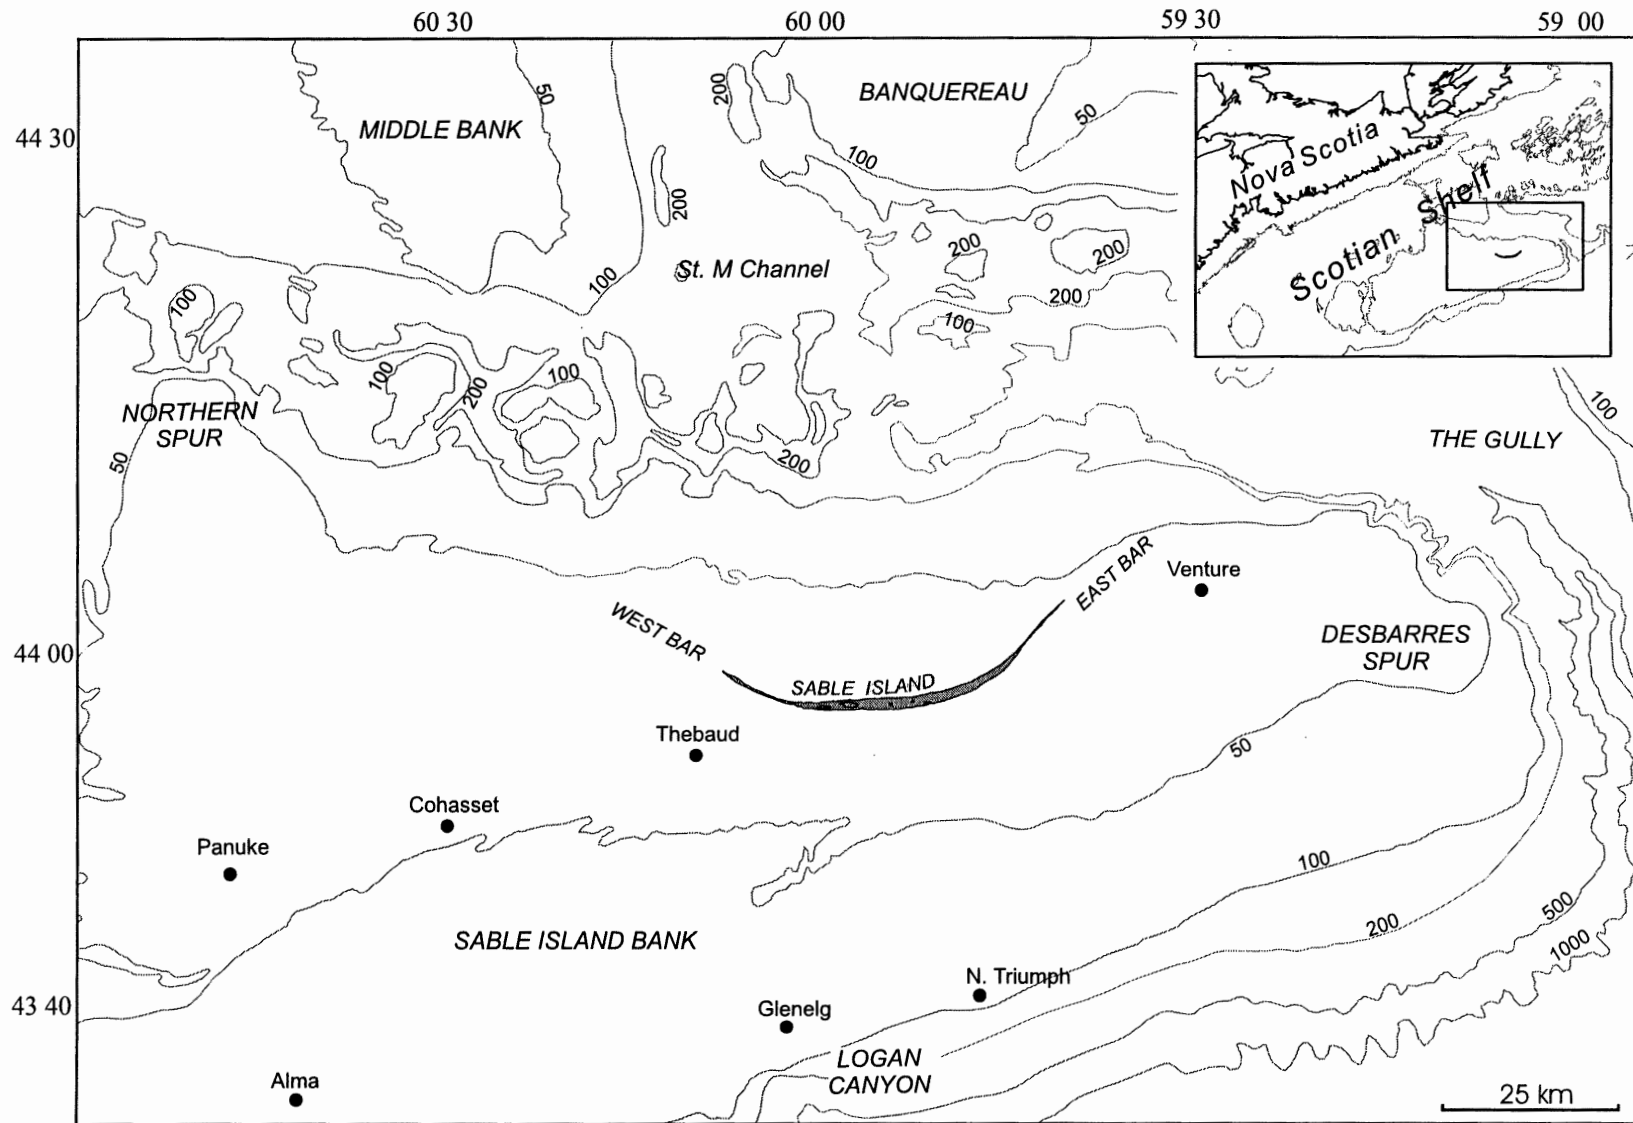 60 30
60 00
59 30
59 00
44 30
44 00
43 40
50
MIDDLE BANK
200
BANQUEREAU
50
100
200
200
200
St. M Channel
100
200
100
100
100
200
100
200
NORTHERN
SPUR
50
Nova Scotia
Scotian Shelf
100
THE GULLY
WEST BAR
SABLE ISLAND
EAST BAR
Venture
DESBARRES
SPUR
Thebaud
50
Cohasset
Panuke
100
200
500
1000
SABLE ISLAND BANK
N. Triumph
Glenelg
LOGAN
CANYON
Alma
25 km